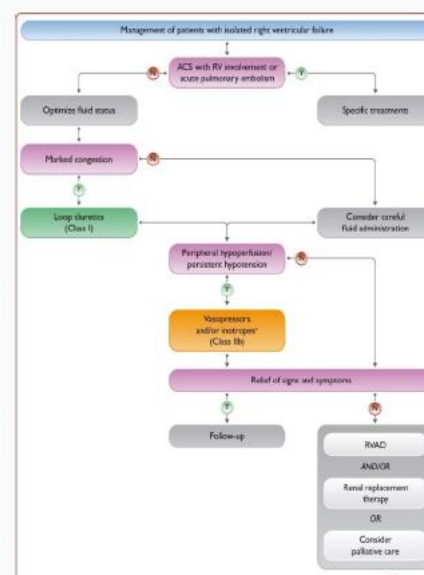 Management of patients with isolated right ventricular failure
ACS with RV involvement or
acute pulmonary embolism
N
Y
Optimize fluid status
Specific treatments
Marked congestion
N
Y
Loop diuretics
(Class I)
Consider careful
fluid administration
Peripheral hypoperfusion/
persistent hypotension
N
Y
Vasopressors
and/or inotropes
(Class IIb)
Relief of signs and symptoms
Y
N
Follow-up
RVAD
AND/OR
Renal replacement
therapy
OR
Consider
palliative care